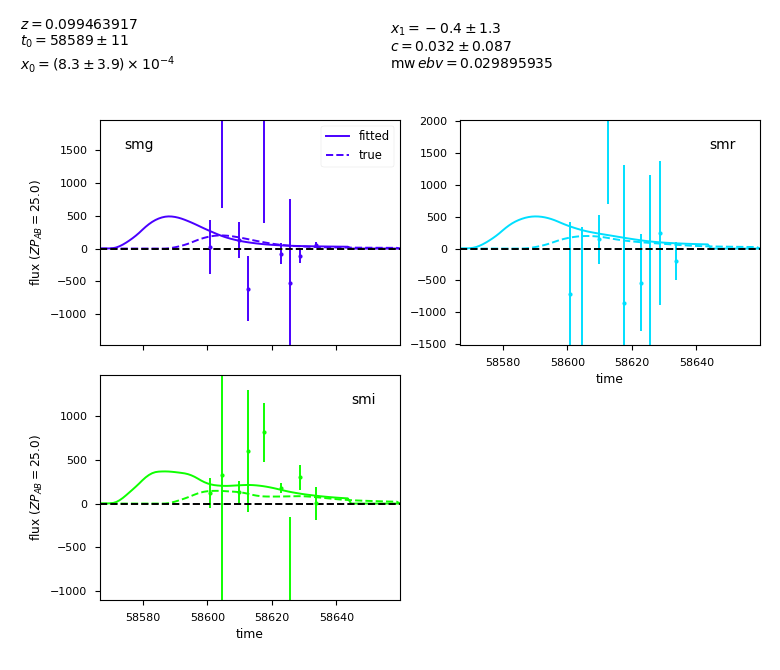 z = 0.099463917
t₀ = 58589 ± 11
x₀ = (8.3 ± 3.9) × 10⁻⁴
x₁ = −0.4 ± 1.3
c = 0.032 ± 0.087
mw ebv = 0.029895935
smg
fitted
true
1500
1000
500
0
−500
−1000
flux (ZP_AB = 25.0)
smr
2000
1500
1000
500
0
−500
−1000
−1500
58580 58600 58620 58640
time
smi
1000
500
0
−500
−1000
flux (ZP_AB = 25.0)
58580 58600 58620 58640
time